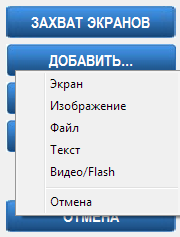 ЗАХВАТ ЭКРАНОВ
ДОБАВИТЬ...
Экран
Изображение
Файл
Текст
Видео/Flash
Отмена
ОТМЕНА